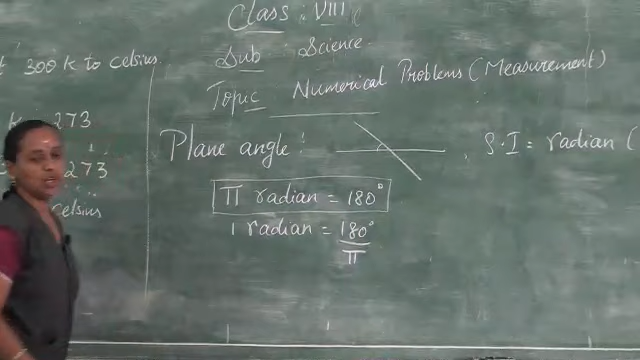 Class : VIII
Sub : Science
Topic Numerical Problems (Measurement)
300 k to celsius
273
273
celsius
Plane angle :
S.I = radian (
π radian = 180°
1 radian = 180°
π